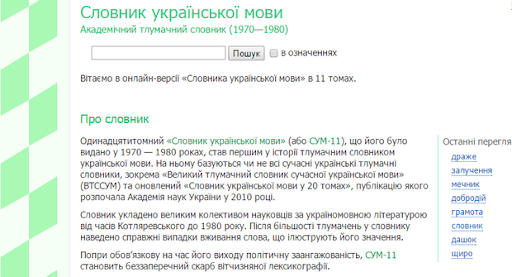 Словник української мови
Академічний тлумачний словник (1970—1980)
Пошук в означеннях
Вітаємо в онлайн-версії «Словника української мови» в 11 томах.
Про словник
Одинадцятитомний «Словник української мови» (або СУМ-11), що його було
видано у 1970 — 1980 роках, став першим у історії тлумачним словником
української мови. На ньому базуються чи не всі сучасні українські тлумачні
словники, зокрема «Великий тлумачний словник сучасної української мови»
(ВТССУМ) та оновлений «Словник української мови у 20 томах», публікацію якого
розпочала Академія наук України у 2010 році.
Словник укладено великим колективом науковців за україномовною літературою
від часів Котляревського до 1980 року. Після більшості тлумачень у словнику
наведено справжні випадки вживання слова, що ілюструють його значення.
Попри обов'язкову на час його виходу політичну заангажованість, СУМ-11
становить беззаперечний скарб вітчизняної лексикографії.
Останні перегля
драже
залучення
мечник
добродій
грамота
словник
дашок
щиро